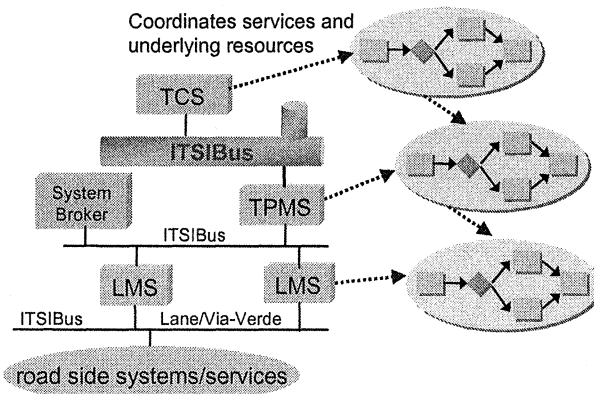 Coordinates services and
underlying resources
TCS
ITSIBus
System
Broker
TPMS
ITSIBus
LMS
LMS
ITSIBus
Lane/Via-Verde
road side systems/services